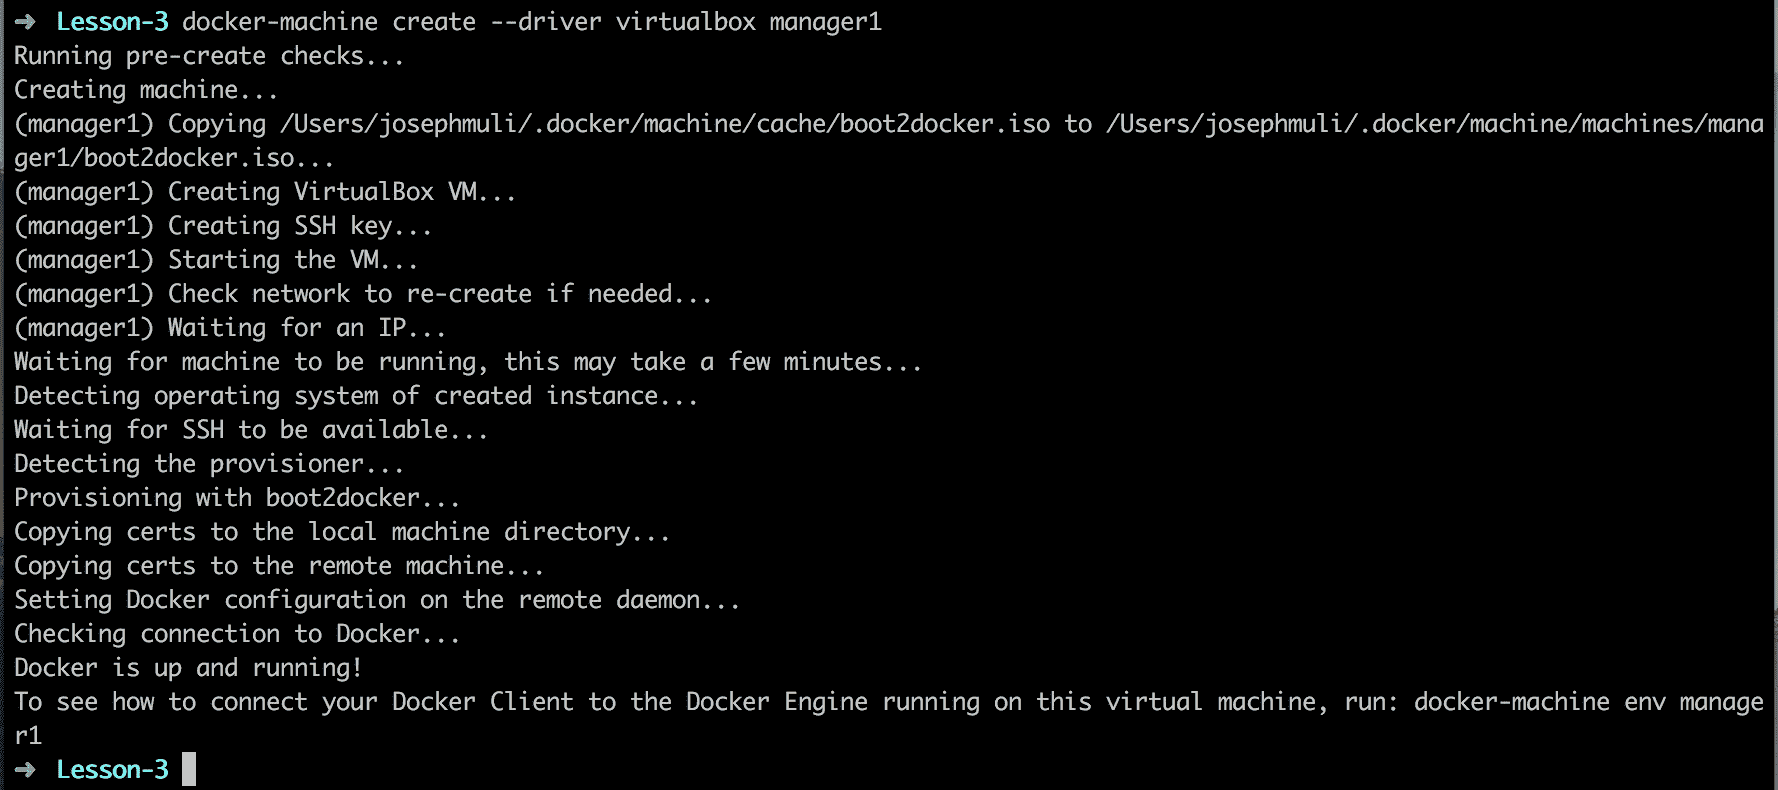 ➜ Lesson-3 docker-machine create --driver virtualbox manager1
Running pre-create checks...
Creating machine...
(manager1) Copying /Users/josephmuli/.docker/machine/cache/boot2docker.iso to /Users/josephmuli/.docker/machine/machines/mana
ger1/boot2docker.iso...
(manager1) Creating VirtualBox VM...
(manager1) Creating SSH key...
(manager1) Starting the VM...
(manager1) Check network to re-create if needed...
(manager1) Waiting for an IP...
Waiting for machine to be running, this may take a few minutes...
Detecting operating system of created instance...
Waiting for SSH to be available...
Detecting the provisioner...
Provisioning with boot2docker...
Copying certs to the local machine directory...
Copying certs to the remote machine...
Setting Docker configuration on the remote daemon...
Checking connection to Docker...
Docker is up and running!
To see how to connect your Docker Client to the Docker Engine running on this virtual machine, run: docker-machine env manage
r1
➜ Lesson-3